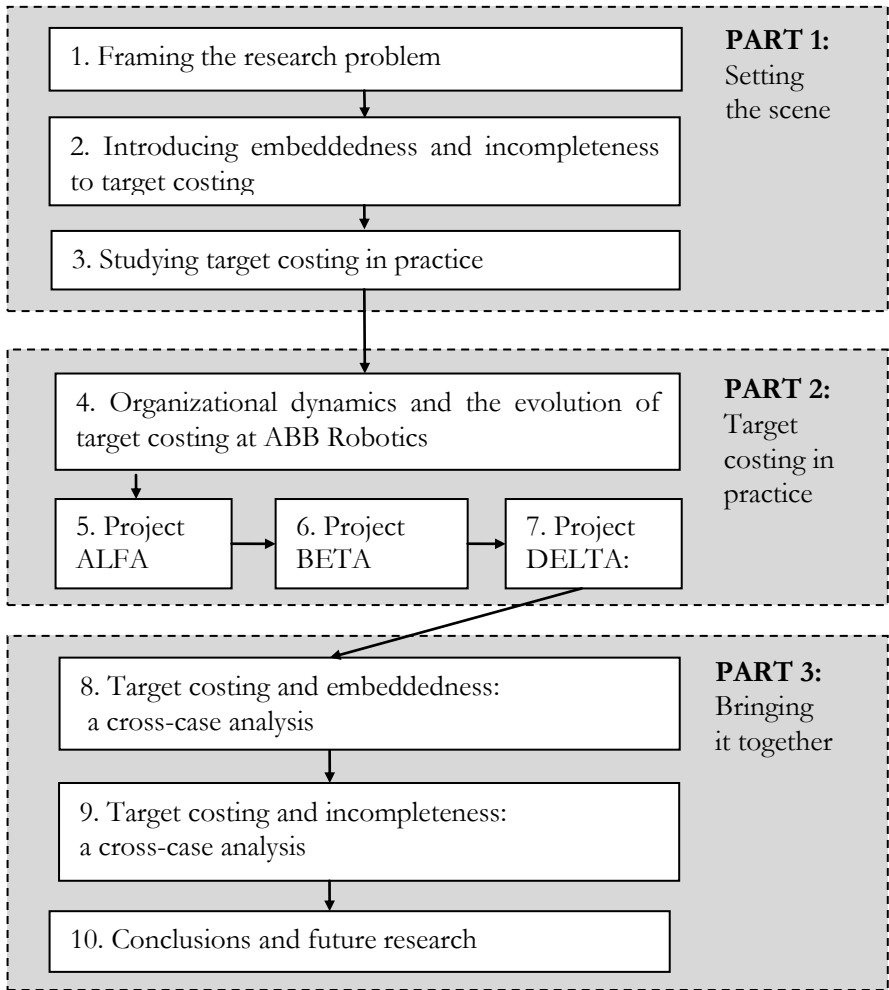 1. Framing the research problem
PART 1:
Setting
the scene
2. Introducing embeddedness and incompleteness
to target costing
3. Studying target costing in practice
4. Organizational dynamics and the evolution of
target costing at ABB Robotics
PART 2:
Target
costing in
practice
5. Project
ALFA
6. Project
BETA
7. Project
DELTA:
8. Target costing and embeddedness:
a cross-case analysis
PART 3:
Bringing
it together
9. Target costing and incompleteness:
a cross-case analysis
10. Conclusions and future research